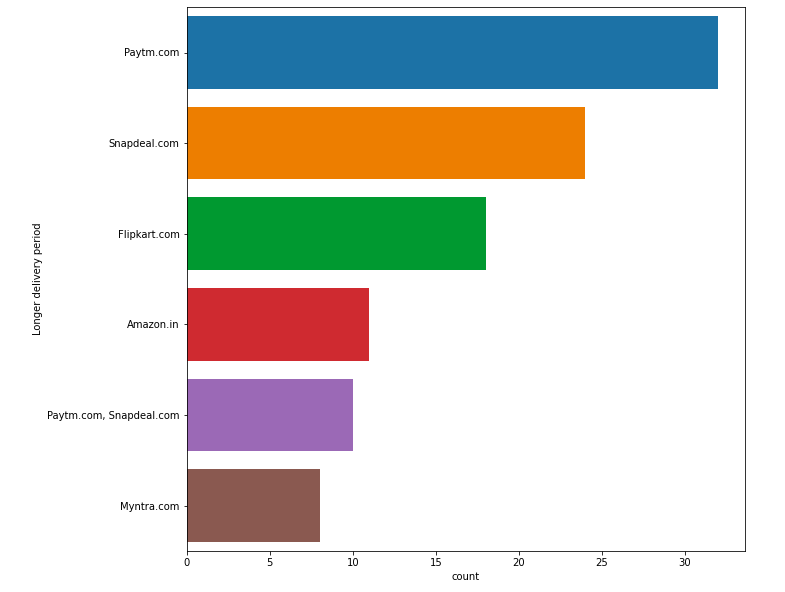 Longer delivery period
Paytm.com
Snapdeal.com
Flipkart.com
Amazon.in
Paytm.com, Snapdeal.com
Myntra.com
0 5 10 15 20 25 30
count